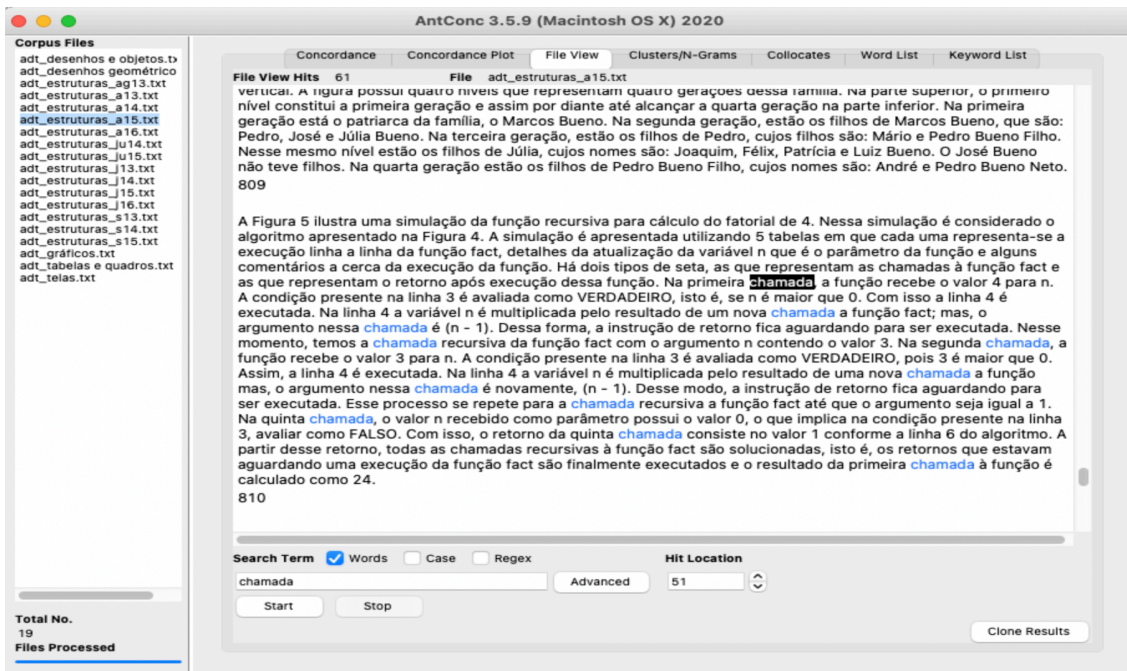 AntConc 3.5.9 (Macintosh OS X) 2020
Corpus Files
adt_desenhos e objetos.t
adt_desenhos geométrico
adt_estruturas_ag13.txt
adt_estruturas_a13.txt
adt_estruturas_a14.txt
adt_estruturas_a15.txt
adt_estruturas_a16.txt
adt_estruturas_ju14.txt
adt_estruturas_ju15.txt
adt_estruturas_j13.txt
adt_estruturas_j14.txt
adt_estruturas_j15.txt
adt_estruturas_j16.txt
adt_estruturas_s13.txt
adt_estruturas_s14.txt
adt_estruturas_s15.txt
adt_gráficos.txt
adt_tabelas e quadros.txt
adt_telas.txt
Total No.
19
Files Processed
Concordance Concordance Plot File View Clusters/N-Grams Collocates Word List Keyword List
File View Hits 61 File adt_estruturas_a15.txt
vertical. A figura possui quatro níveis que representam quatro gerações dessa família. Na parte superior, o primeiro
nível constitui a primeira geração e assim por diante até alcançar a quarta geração na parte inferior. Na primeira
geração está o patriarca da família, o Marcos Bueno. Na segunda geração, estão os filhos de Marcos Bueno, que são:
Pedro, José e Júlia Bueno. Na terceira geração, estão os filhos de Pedro, cujos filhos são: Mário e Pedro Bueno Filho.
Nesse mesmo nível estão os filhos de Júlia, cujos nomes são: Joaquim, Félix, Patrícia e Luiz Bueno. O José Bueno
não teve filhos. Na quarta geração estão os filhos de Pedro Bueno Filho, cujos nomes são: André e Pedro Bueno Neto.
809
A Figura 5 ilustra uma simulação da função recursiva para cálculo do fatorial de 4. Nessa simulação é considerado o
algoritmo apresentado na Figura 4. A simulação é apresentada utilizando 5 tabelas em que cada uma representa-se a
execução linha a linha da função fact, detalhes da atualização da variável n que é o parâmetro da função e alguns
comentários a cerca da execução da função. Há dois tipos de seta, as que representam as chamadas à função fact e
as que representam o retorno após execução dessa função. Na primeira chamada, a função recebe o valor 4 para n.
A condição presente na linha 3 é avaliada como VERDADEIRO, isto é, se n é maior que 0. Com isso a linha 4 é
executada. Na linha 4 a variável n é multiplicada pelo resultado de um nova chamada a função fact; mas, o
argumento nessa chamada é (n - 1). Dessa forma, a instrução de retorno fica aguardando para ser executada. Nesse
momento, temos a chamada recursiva da função fact com o argumento n contendo o valor 3. Na segunda chamada, a
função recebe o valor 3 para n. A condição presente na linha 3 é avaliada como VERDADEIRO, pois 3 é maior que 0.
Assim, a linha 4 é executada. Na linha 4 a variável n é multiplicada pelo resultado de uma nova chamada a função
mas, o argumento nessa chamada é novamente, (n - 1). Desse modo, a instrução de retorno fica aguardando para
ser executada. Esse processo se repete para a chamada recursiva a função fact até que o argumento seja igual a 1.
Na quinta chamada, o valor n recebido como parâmetro possui o valor 0, o que implica na condição presente na linha
3, avaliar como FALSO. Com isso, o retorno da quinta chamada consiste no valor 1 conforme a linha 6 do algoritmo. A
partir desse retorno, todas as chamadas recursivas à função fact são solucionadas, isto é, os retornos que estavam
aguardando uma execução da função fact são finalmente executados e o resultado da primeira chamada à função é
calculado como 24.
810
Search Term Words Case Regex Hit Location
chamada Advanced 51
Start Stop
Clone Results